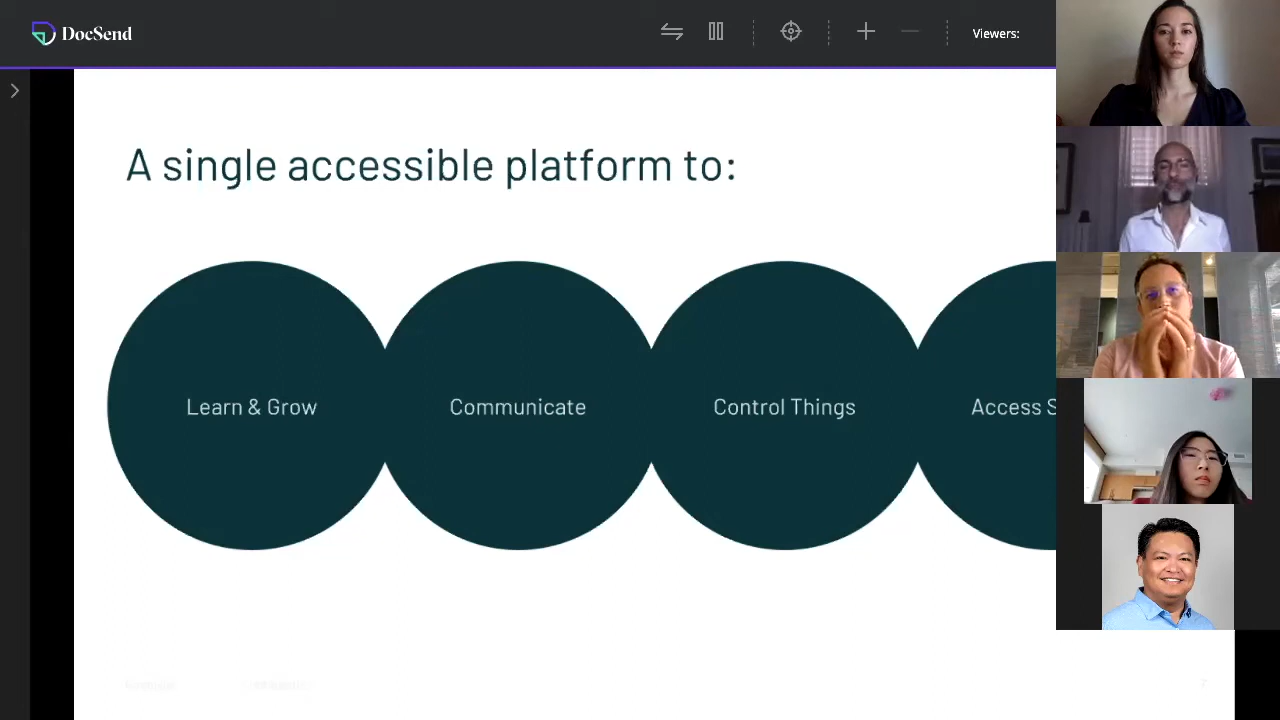 DocSend
Viewers:
A single accessible platform to:
Learn & Grow
Communicate
Control Things
Access S